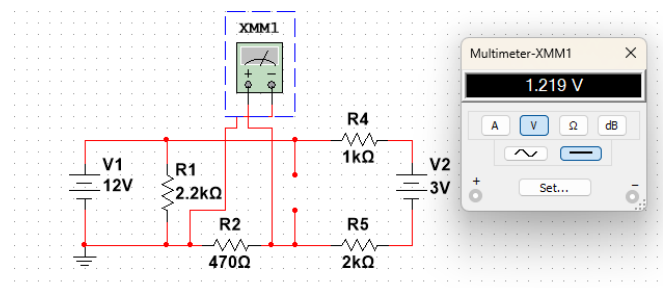 XMM1
+ −
Multimeter-XMM1 ×
1.219 V
A V Ω dB
+ Set... −
R4
1kΩ
V1
12V
R1
2.2kΩ
V2
3V
R2
470Ω
R5
2kΩ